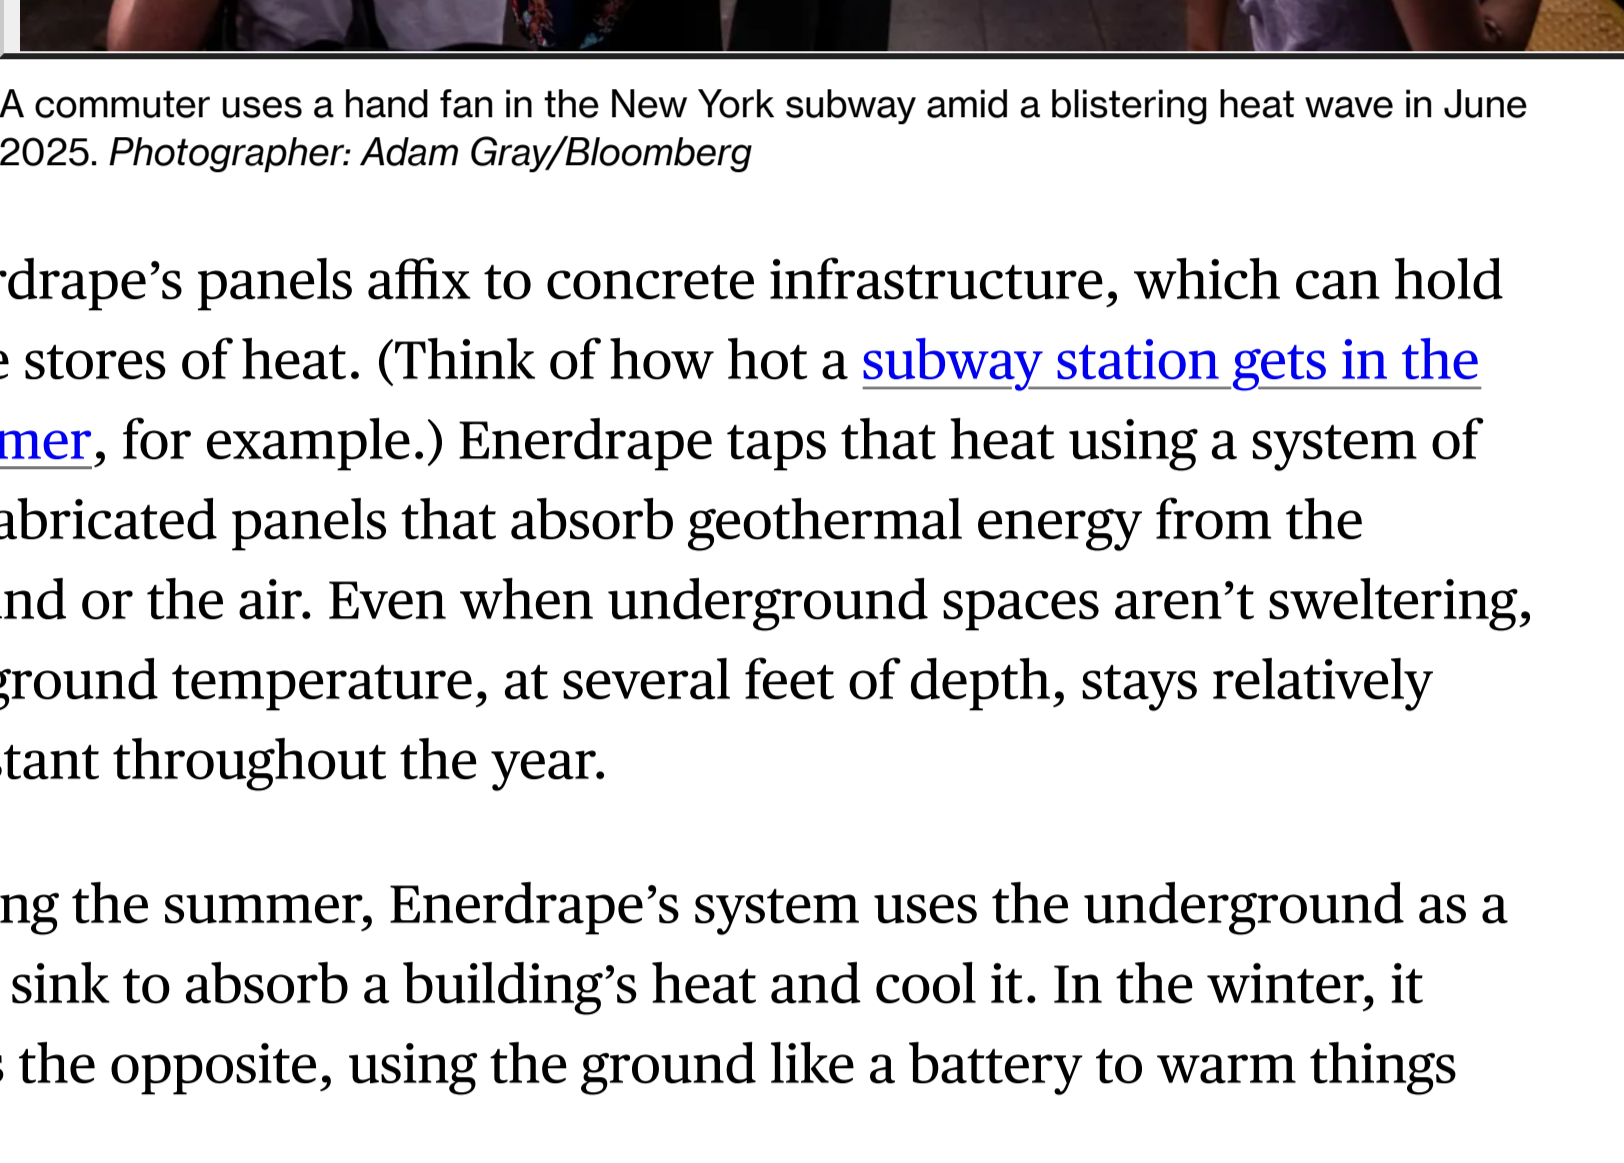 A commuter uses a hand fan in the New York subway amid a blistering heat wave in June
2025. Photographer: Adam Gray/Bloomberg
rdrape’s panels affix to concrete infrastructure, which can hold
e stores of heat. (Think of how hot a subway station gets in the
mer, for example.) Enerdrape taps that heat using a system of
abricated panels that absorb geothermal energy from the
nd or the air. Even when underground spaces aren’t sweltering,
ground temperature, at several feet of depth, stays relatively
stant throughout the year.
ng the summer, Enerdrape’s system uses the underground as a
sink to absorb a building’s heat and cool it. In the winter, it
s the opposite, using the ground like a battery to warm things